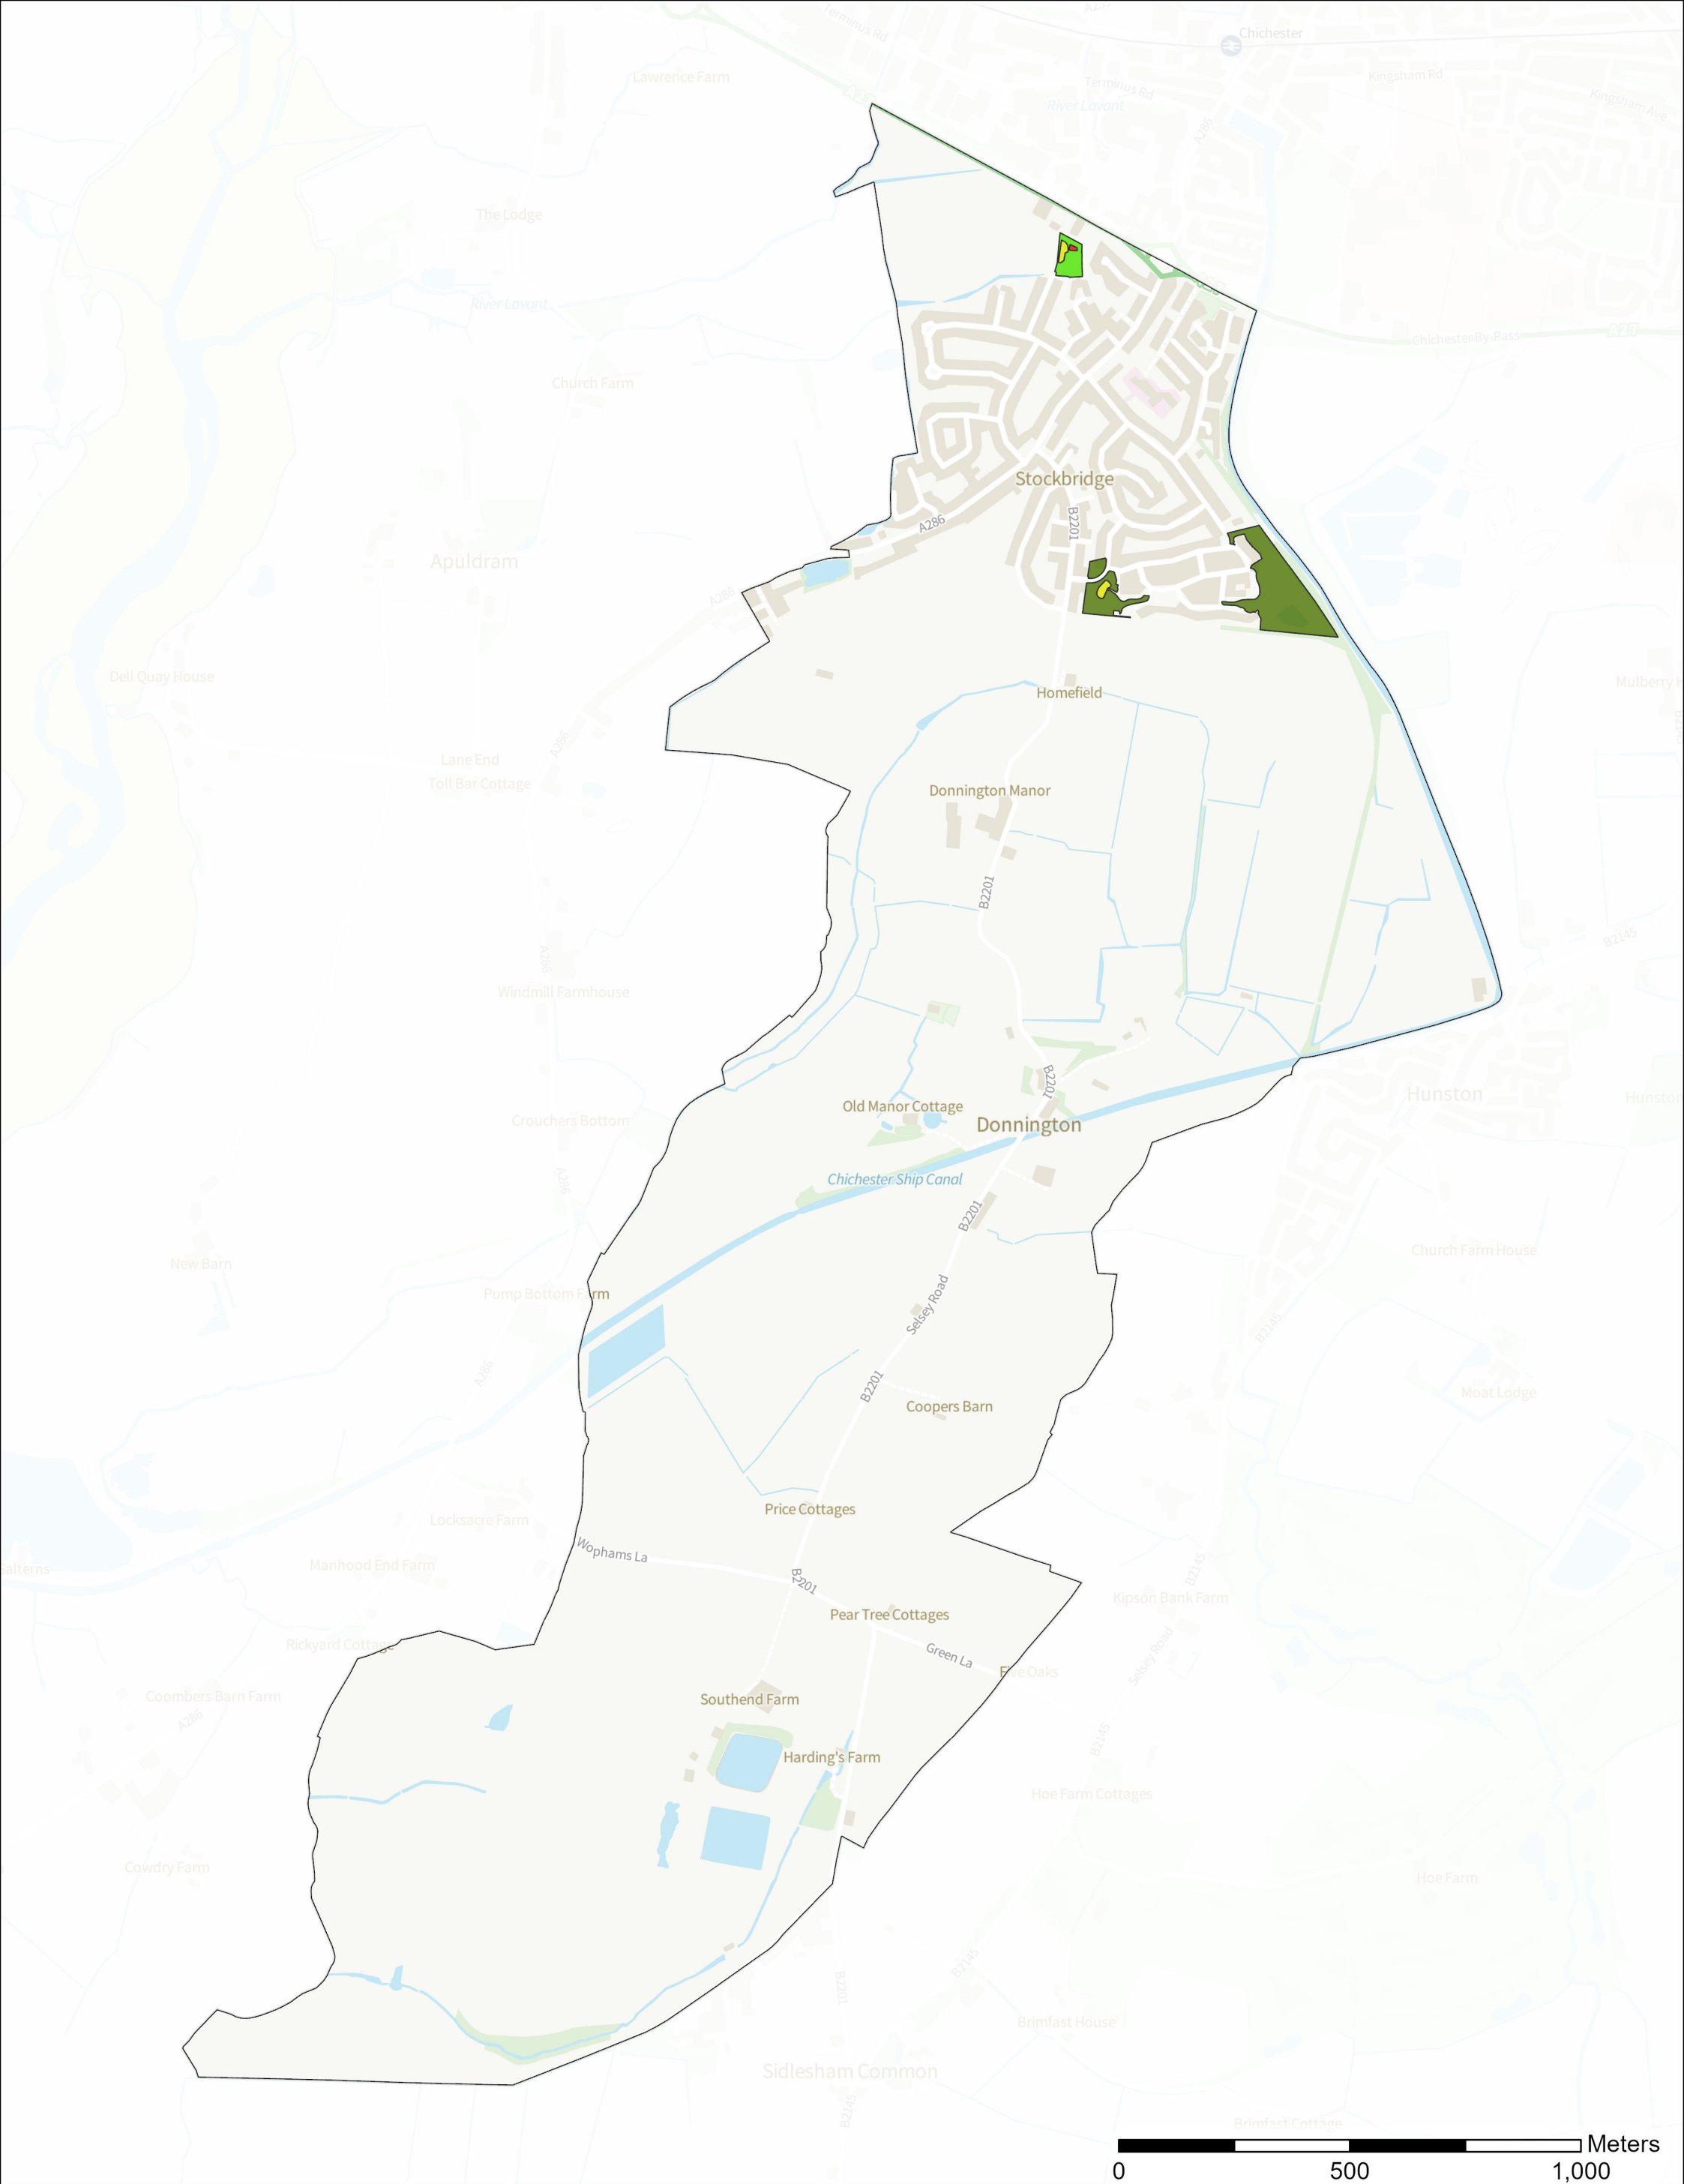 Terminus Rd
Chichester
Lawrence Farm
Kingsham Rd
Terminus Rd
Kingsham Ave
River Lavant
A286
The Lodge
River Lavant
A27
Chichester By-Pass
Church Farm
Stockbridge
A286
B2201
Apuldram
A286
Dell Quay House
Homefield
A286
Lane End
Toll Bar Cottage
Donnington Manor
B2201
B2145
A286
Windmill Farmhouse
B2201
Old Manor Cottage
Hunston
Crouchers Bottom
Donnington
A286
Chichester Ship Canal
B2201
New Barn
Church Farm House
Pump Bottom Farm
Selsey Road
B2145
A286
B2201
Moat Lodge
Coopers Barn
Price Cottages
Locksacre Farm
Wophams La
Manhood End Farm
B2201
B2145
Kipson Bank Farm
Pear Tree Cottages
Rickyard Cottage
Green La
Selsey Road
Five Oaks
Coombers Barn Farm
Southend Farm
A286
B2145
Harding's Farm
Hoe Farm Cottages
Cowdry Farm
Hoe Farm
B2145
B2201
Brimfast House
Sidlesham Common
B2145
Brimfast Cottage
Meters
0 500 1,000